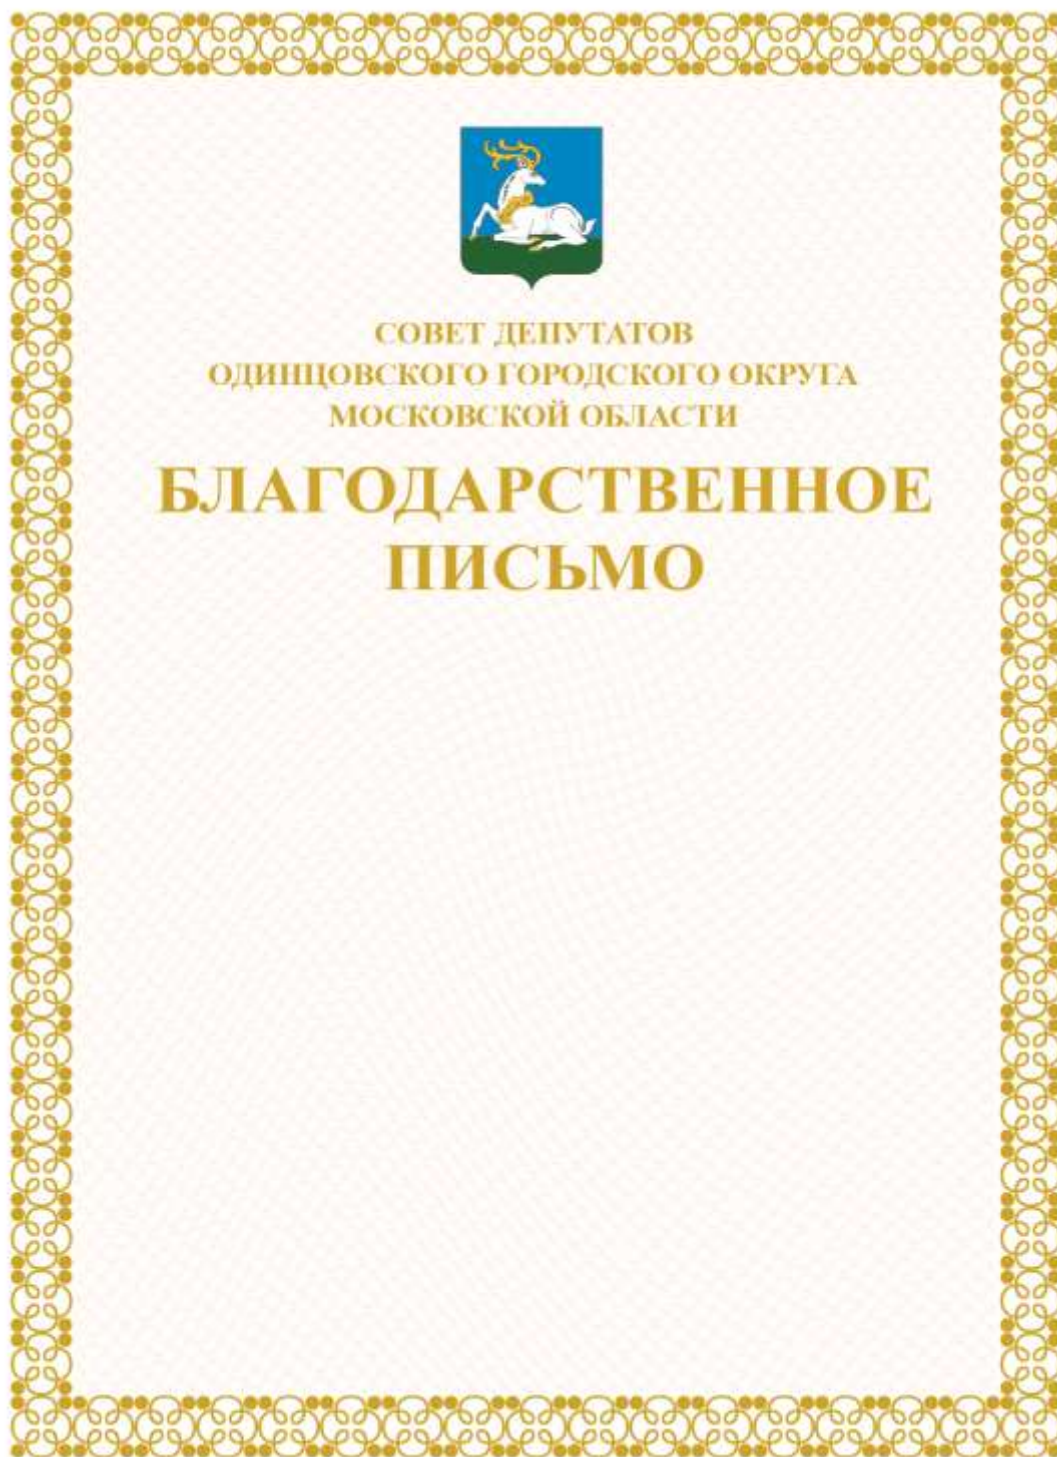 СОВЕТ ДЕПУТАТОВ
ОДИНЦОВСКОГО ГОРОДСКОГО ОКРУГА
МОСКОВСКОЙ ОБЛАСТИ
БЛАГОДАРСТВЕННОЕ
ПИСЬМО